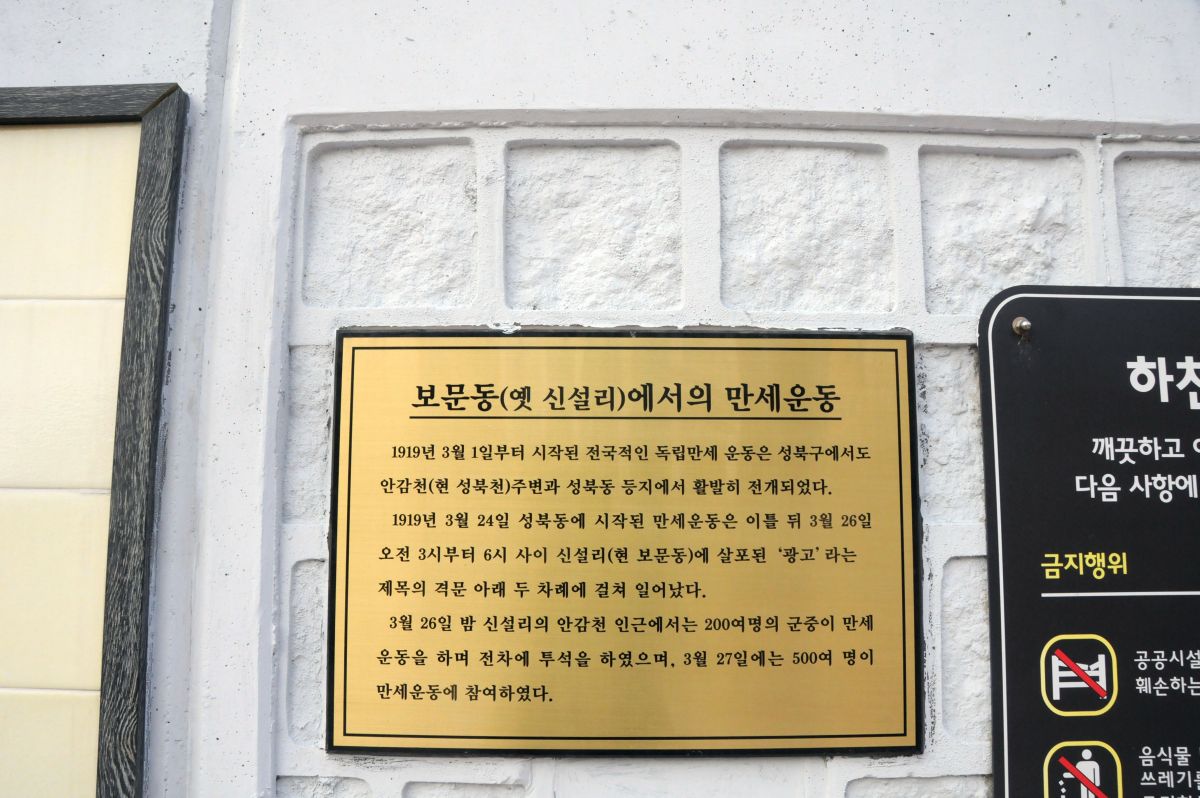 보문동(옛 신설리)에서의 만세운동
1919년 3월 1일부터 시작된 전국적인 독립만세 운동은 성북구에서도
안감천(현 성북천)주변과 성북동 등지에서 활발히 전개되었다.
1919년 3월 24일 성북동에 시작된 만세운동은 이틀 뒤 3월 26일
오전 3시부터 6시 사이 신설리(현 보문동)에 살포된 ‘광고’ 라는
제목의 격문 아래 두 차례에 걸쳐 일어났다.
3월 26일 밤 신설리의 안감천 인근에서는 200여명의 군중이 만세
운동을 하며 전차에 투석을 하였으며, 3월 27일에는 500여 명이
만세운동에 참여하였다.
깨끗하고
다음 사항에
금지행위
공공시설
훼손하는
음식물
쓰레기를